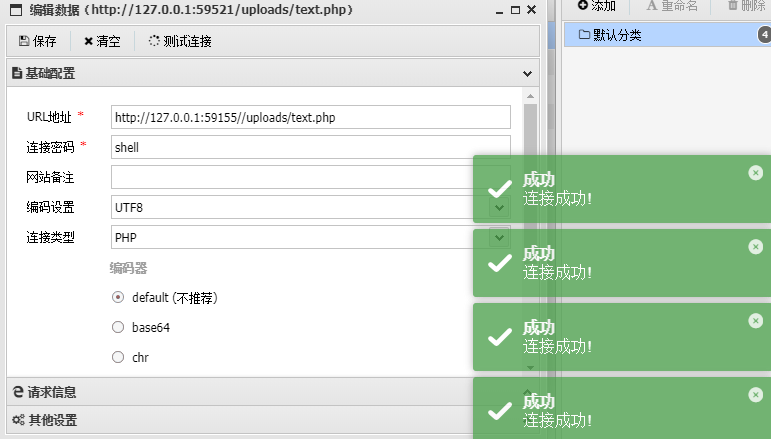 编辑数据 (http://127.0.0.1:59521/uploads/text.php)
保存 清空 测试连接
基础配置
URL地址 * http://127.0.0.1:59155//uploads/text.php
连接密码 * shell
网站备注
编码设置 UTF8
连接类型 PHP
编码器
default (不推荐)
base64
chr
请求信息
其他设置
添加 重命名 删除
默认分类 4
成功
连接成功!
成功
连接成功!
成功
连接成功!
成功
连接成功!